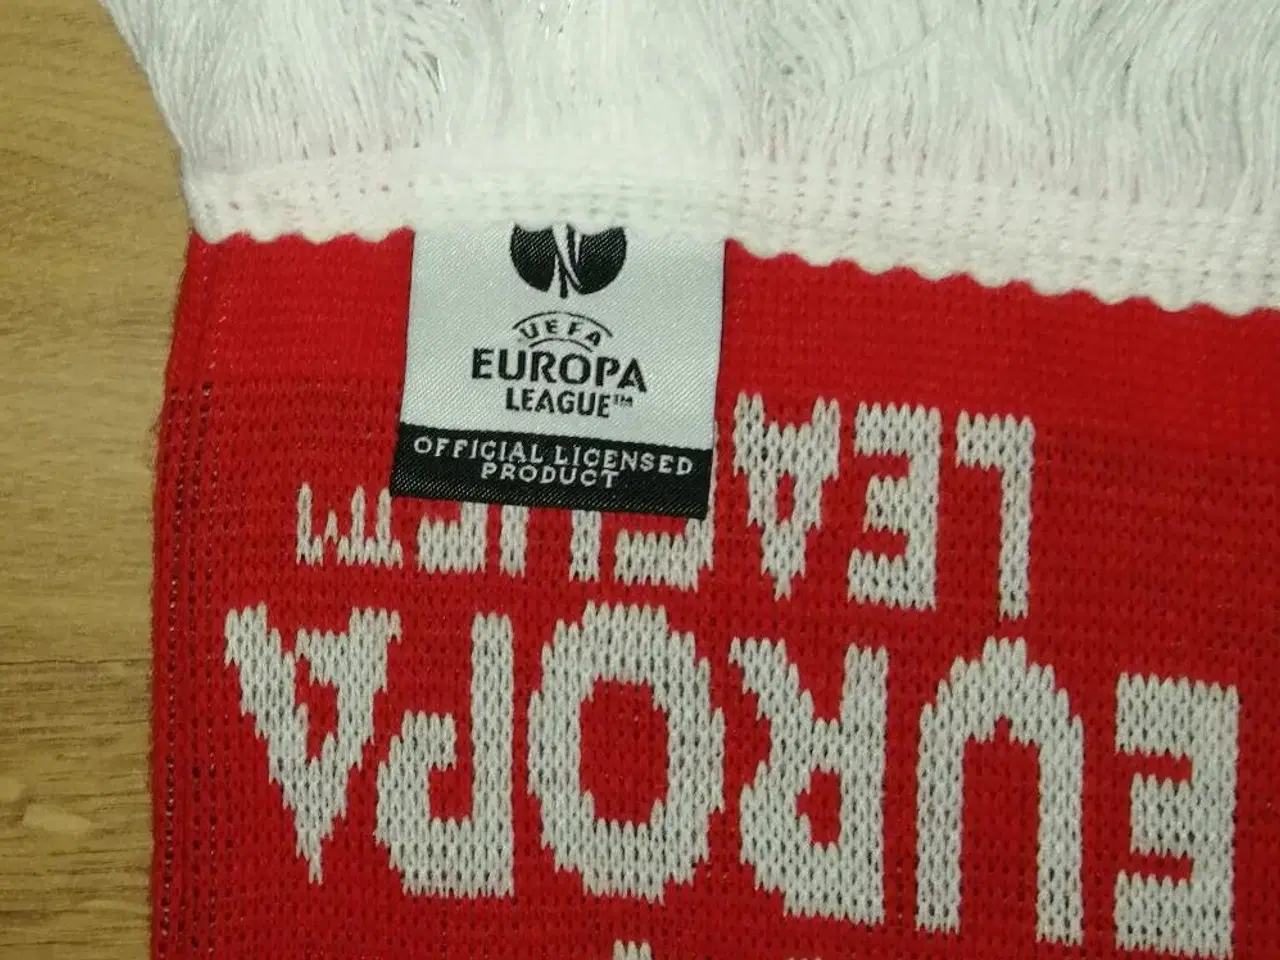 UEFA
EUROPA
LEAGUE™
OFFICIAL LICENSED
PRODUCT
EUROPA
LEAGUE